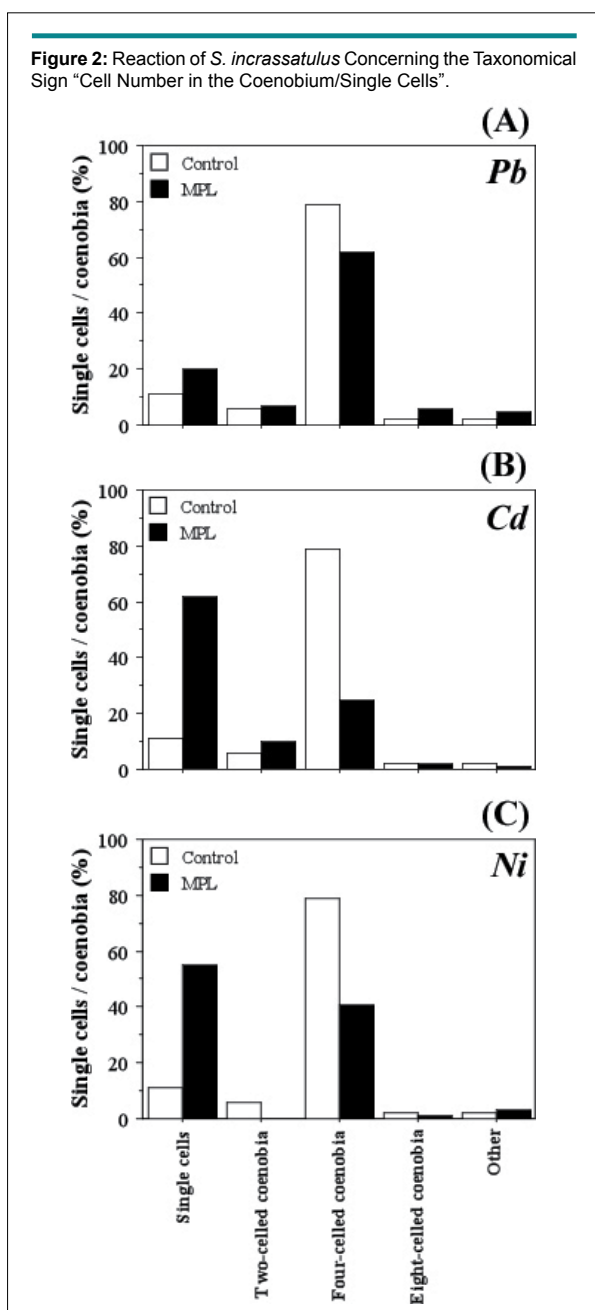 Figure 2: Reaction of S. incrassatulus Concerning the Taxonomical
Sign “Cell Number in the Coenobium/Single Cells”.
(A)
Pb
Control
MPL
Single cells / coenobia (%)
100
80
60
40
20
0
(B)
Cd
Control
MPL
Single cells / coenobia (%)
100
80
60
40
20
0
(C)
Ni
Control
MPL
Single cells / coenobia (%)
100
80
60
40
20
0
Single cells
Two-celled coenobia
Four-celled coenobia
Eight-celled coenobia
Other